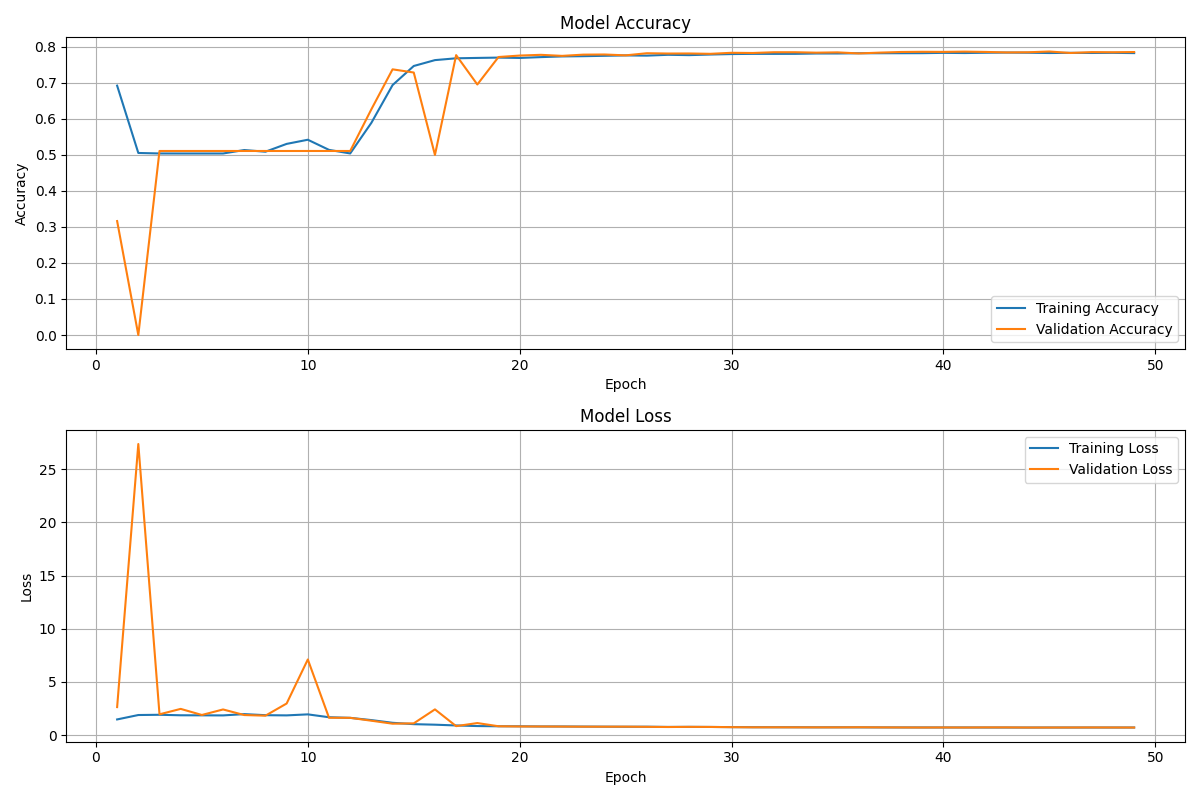 Model Accuracy
0.8
0.7
0.6
0.5
0.4
0.3
0.2
0.1
0.0
Accuracy
Training Accuracy
Validation Accuracy
0 10 20 30 40 50
Epoch
Model Loss
25
20
15
10
5
0
Loss
Training Loss
Validation Loss
0 10 20 30 40 50
Epoch